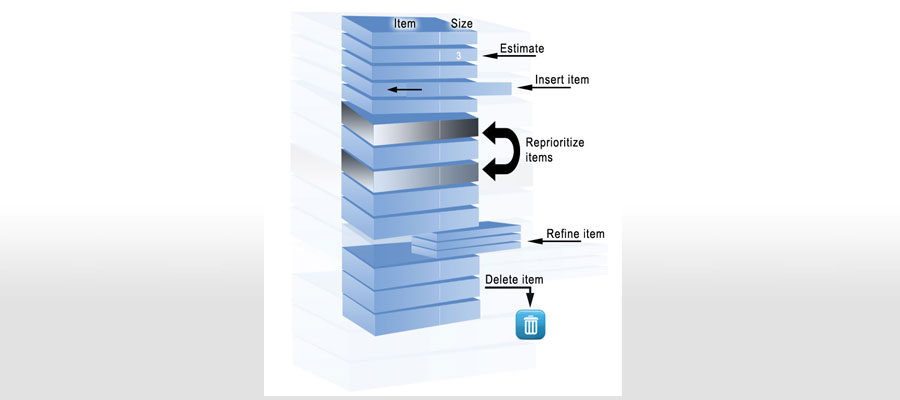 Item Size
3
Estimate
Insert item
Reprioritize
items
Refine item
Delete item